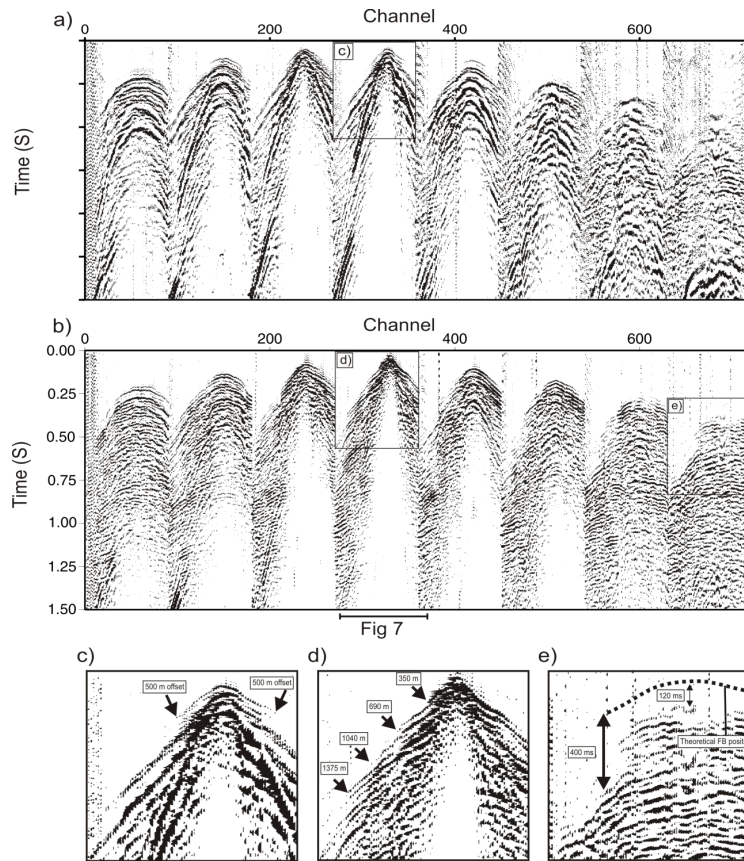 a)
Channel
0 200 400 600
c)
Time (S)
b)
Channel
0 200 400 600
0.00
0.25
0.50
0.75
1.00
1.25
1.50
Time (S)
d)
e)
Fig 7
c)
500 m offset
500 m offset
d)
350 m
690 m
1040 m
1375 m
e)
120 ms
400 ms
Theoretical FB posit